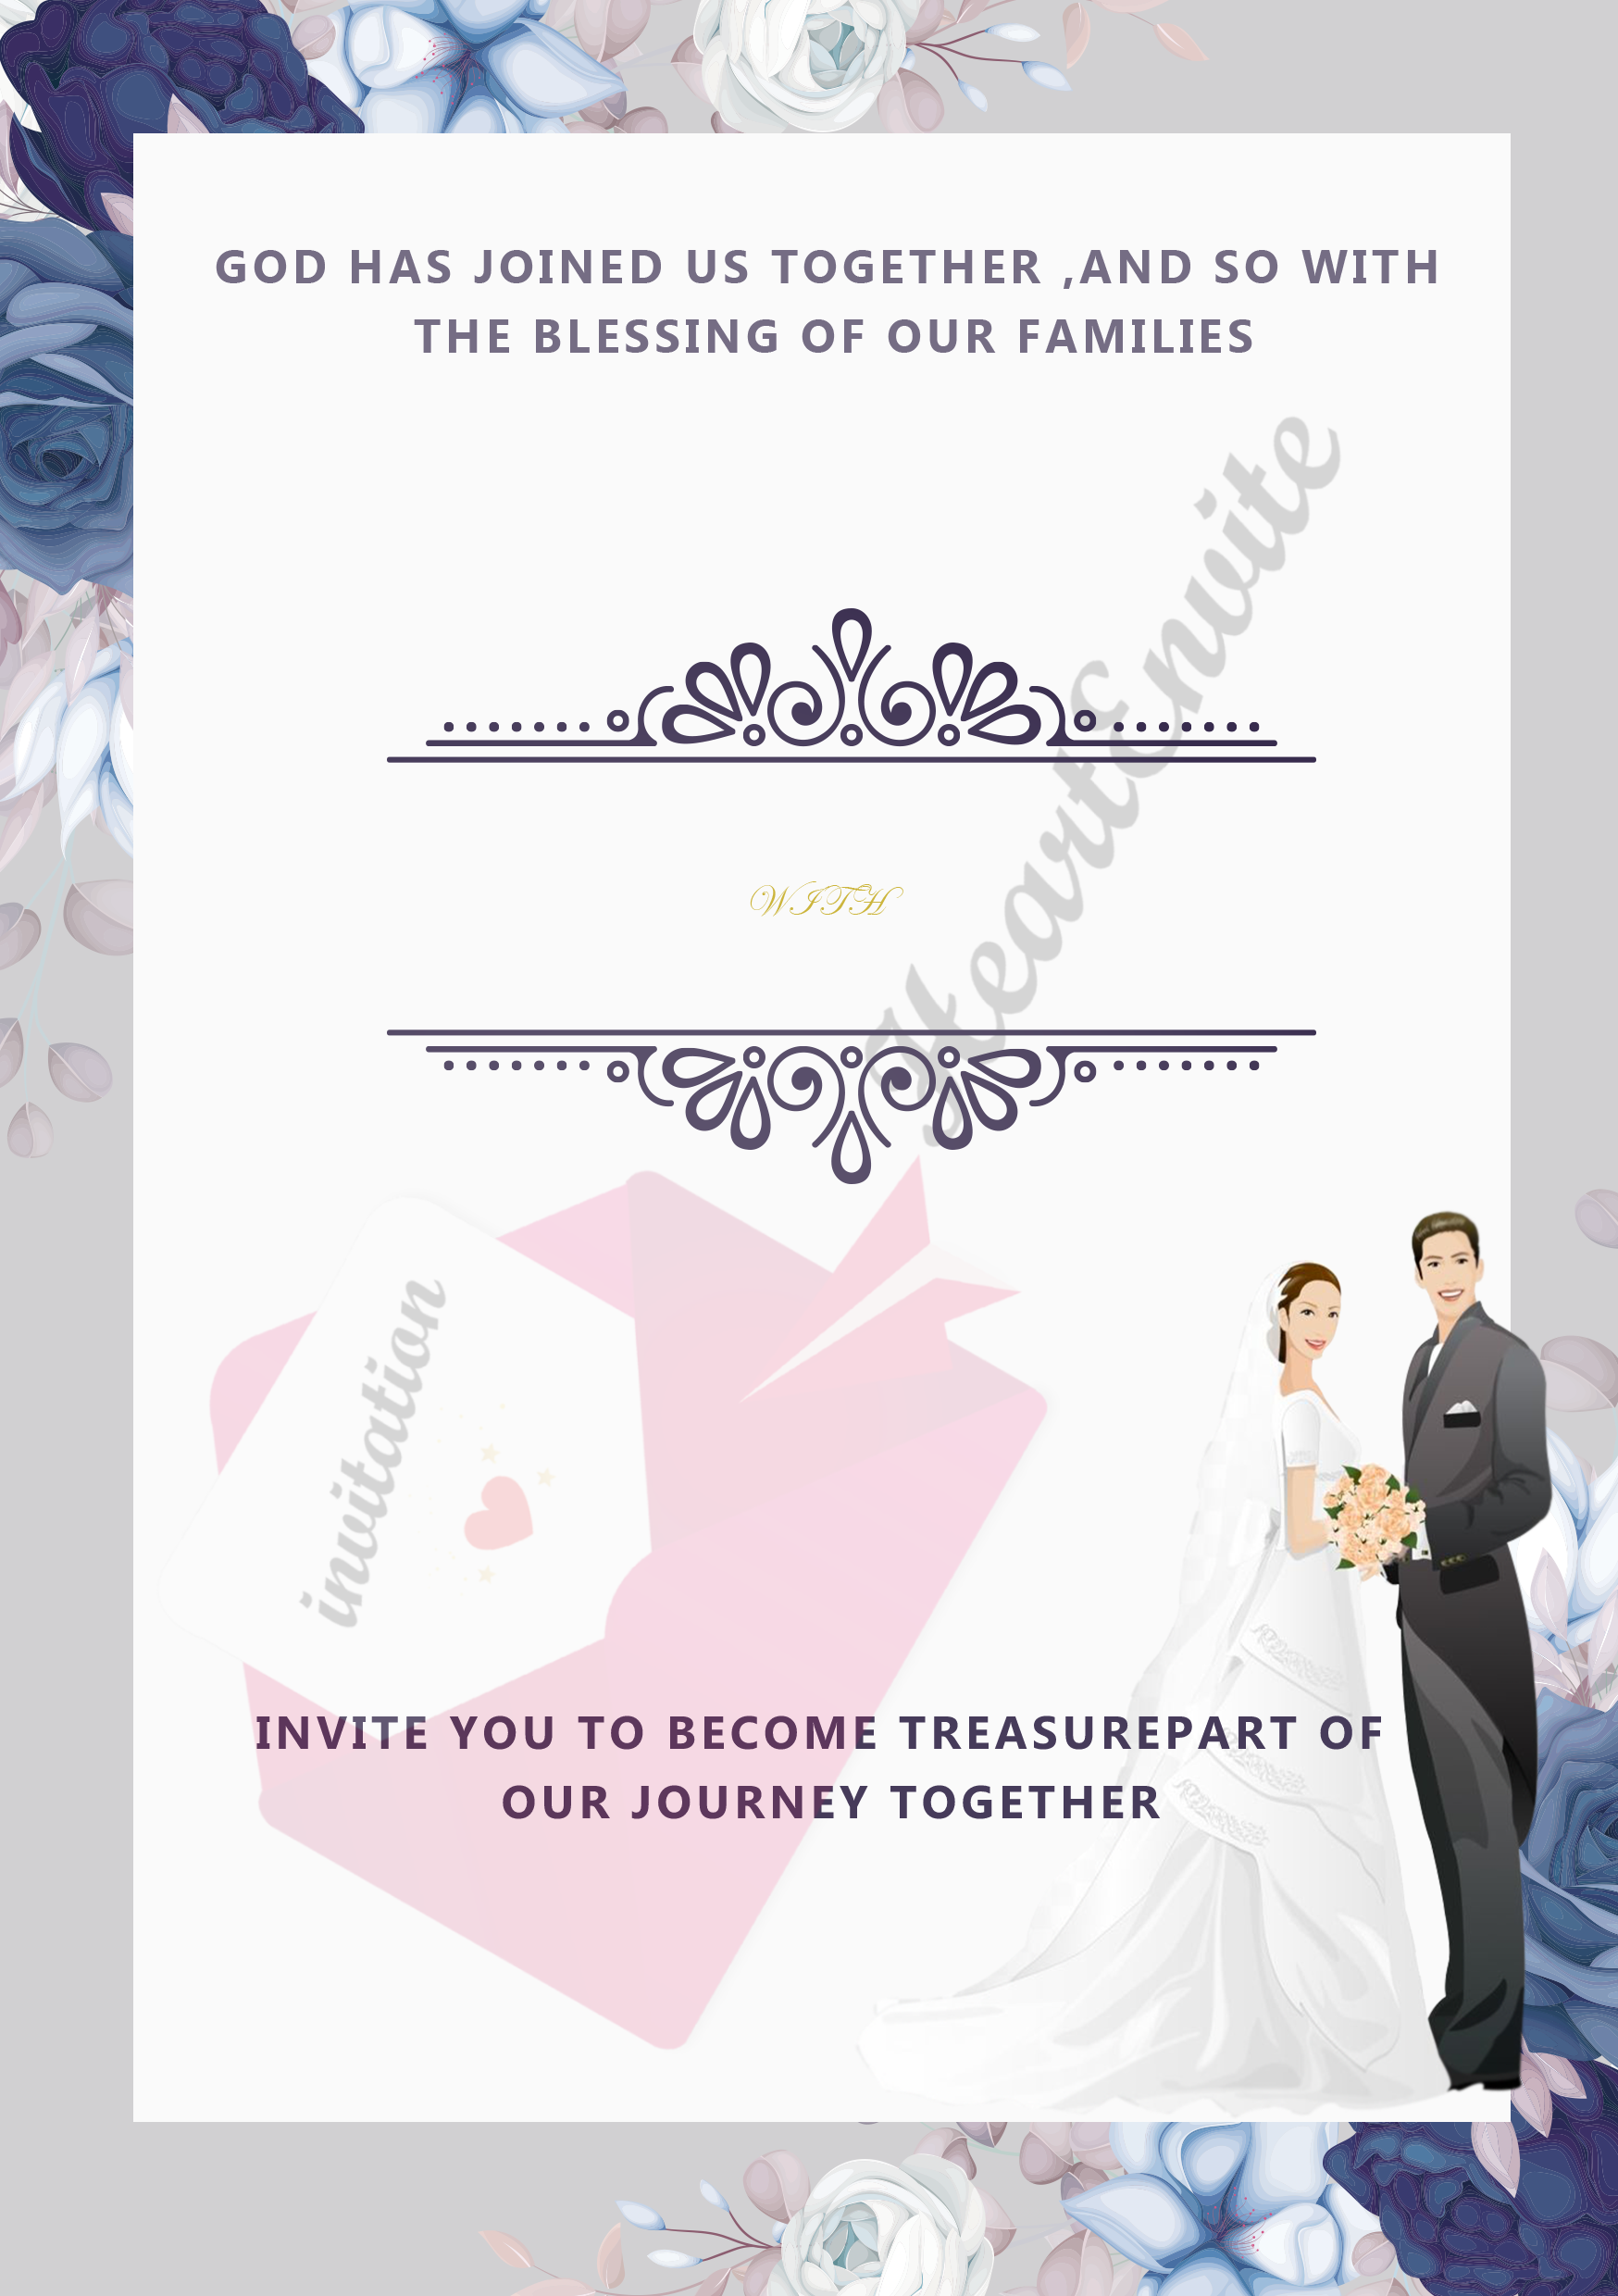 GOD HAS JOINED US TOGETHER ,AND SO WITH
THE BLESSING OF OUR FAMILIES
HeartEnvite
WITH
invitation
INVITE YOU TO BECOME TREASUREPART OF
OUR JOURNEY TOGETHER